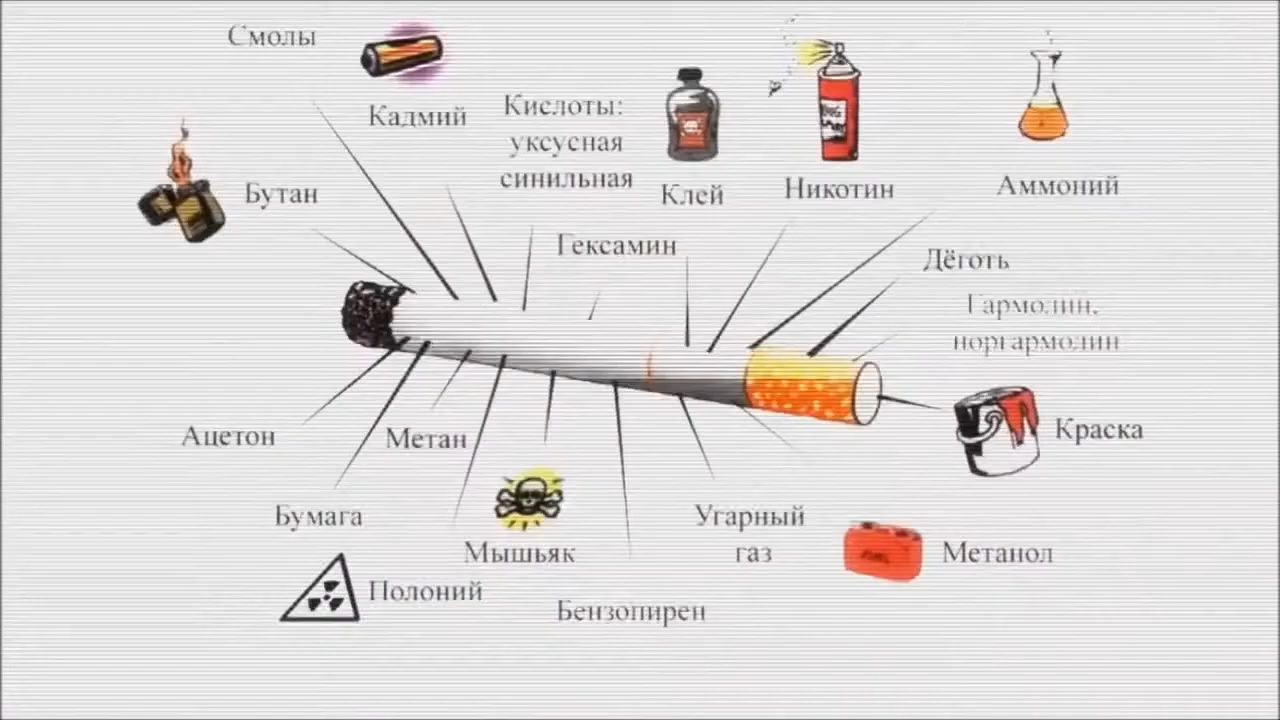 Смолы
Кадмий
Кислоты:
уксусная
синильная
Клей
Никотин
Аммоний
Бутан
Гексамин
Дёготь
Гармолин,
норгармолин
Ацетон
Метан
Краска
Бумага
Мышьяк
Угарный
газ
Метанол
Полоний
Бензопирен